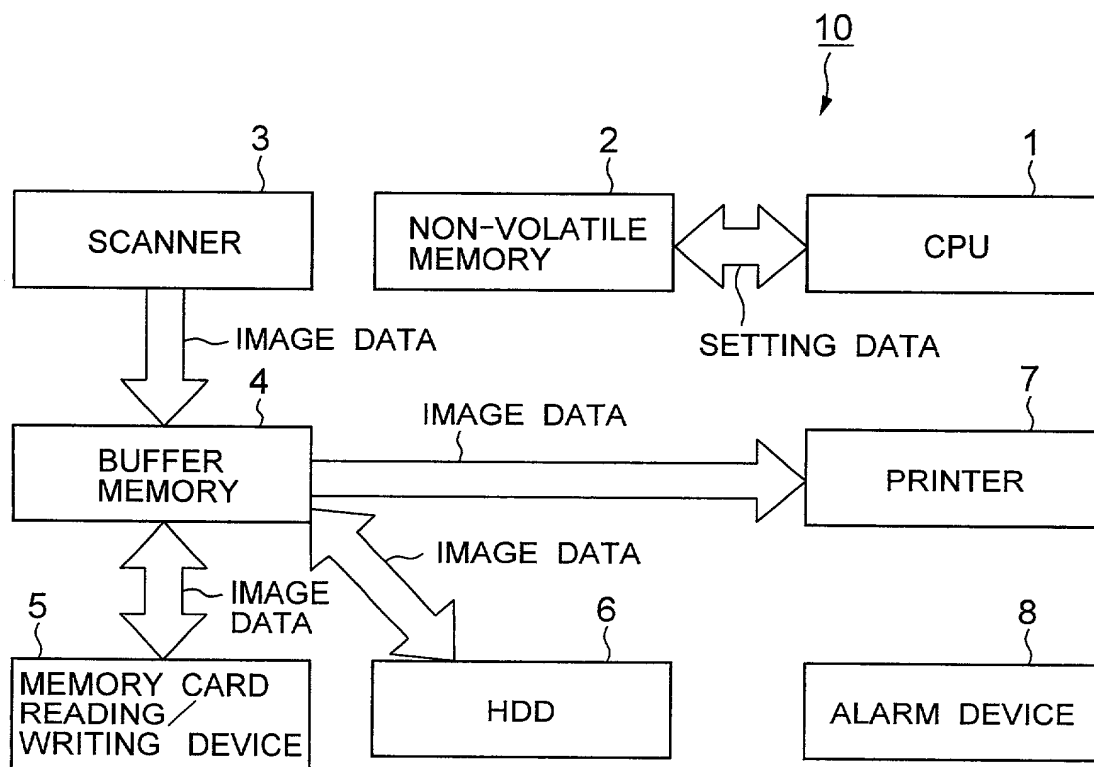 10
3
2
1
SCANNER
NON-VOLATILE
MEMORY
CPU
IMAGE DATA
SETTING DATA
4
7
IMAGE DATA
BUFFER
MEMORY
PRINTER
IMAGE DATA
IMAGE
DATA
5
6
8
MEMORY CARD
READING/
WRITING DEVICE
HDD
ALARM DEVICE